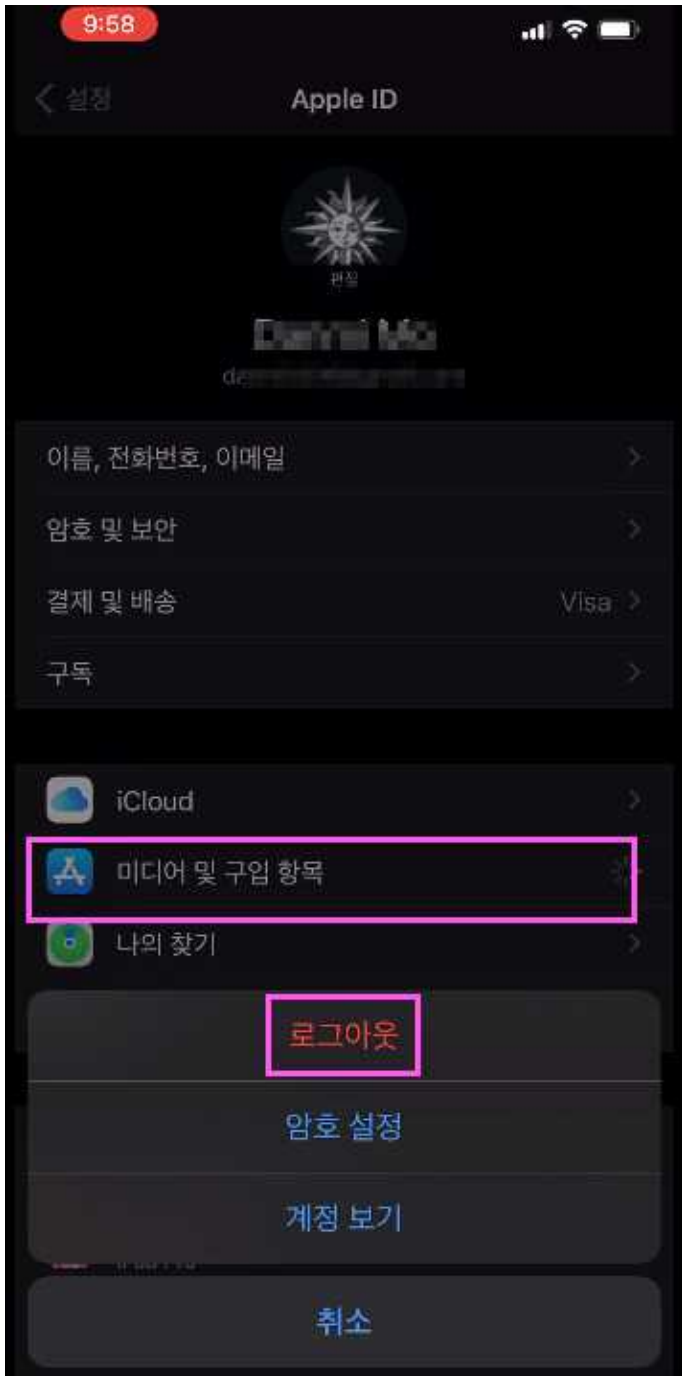 9:58
설정
Apple ID
편집
이름, 전화번호, 이메일
암호 및 보안
결제 및 배송 Visa
구독
iCloud
미디어 및 구입 항목
나의 찾기
로그아웃
암호 설정
계정 보기
취소